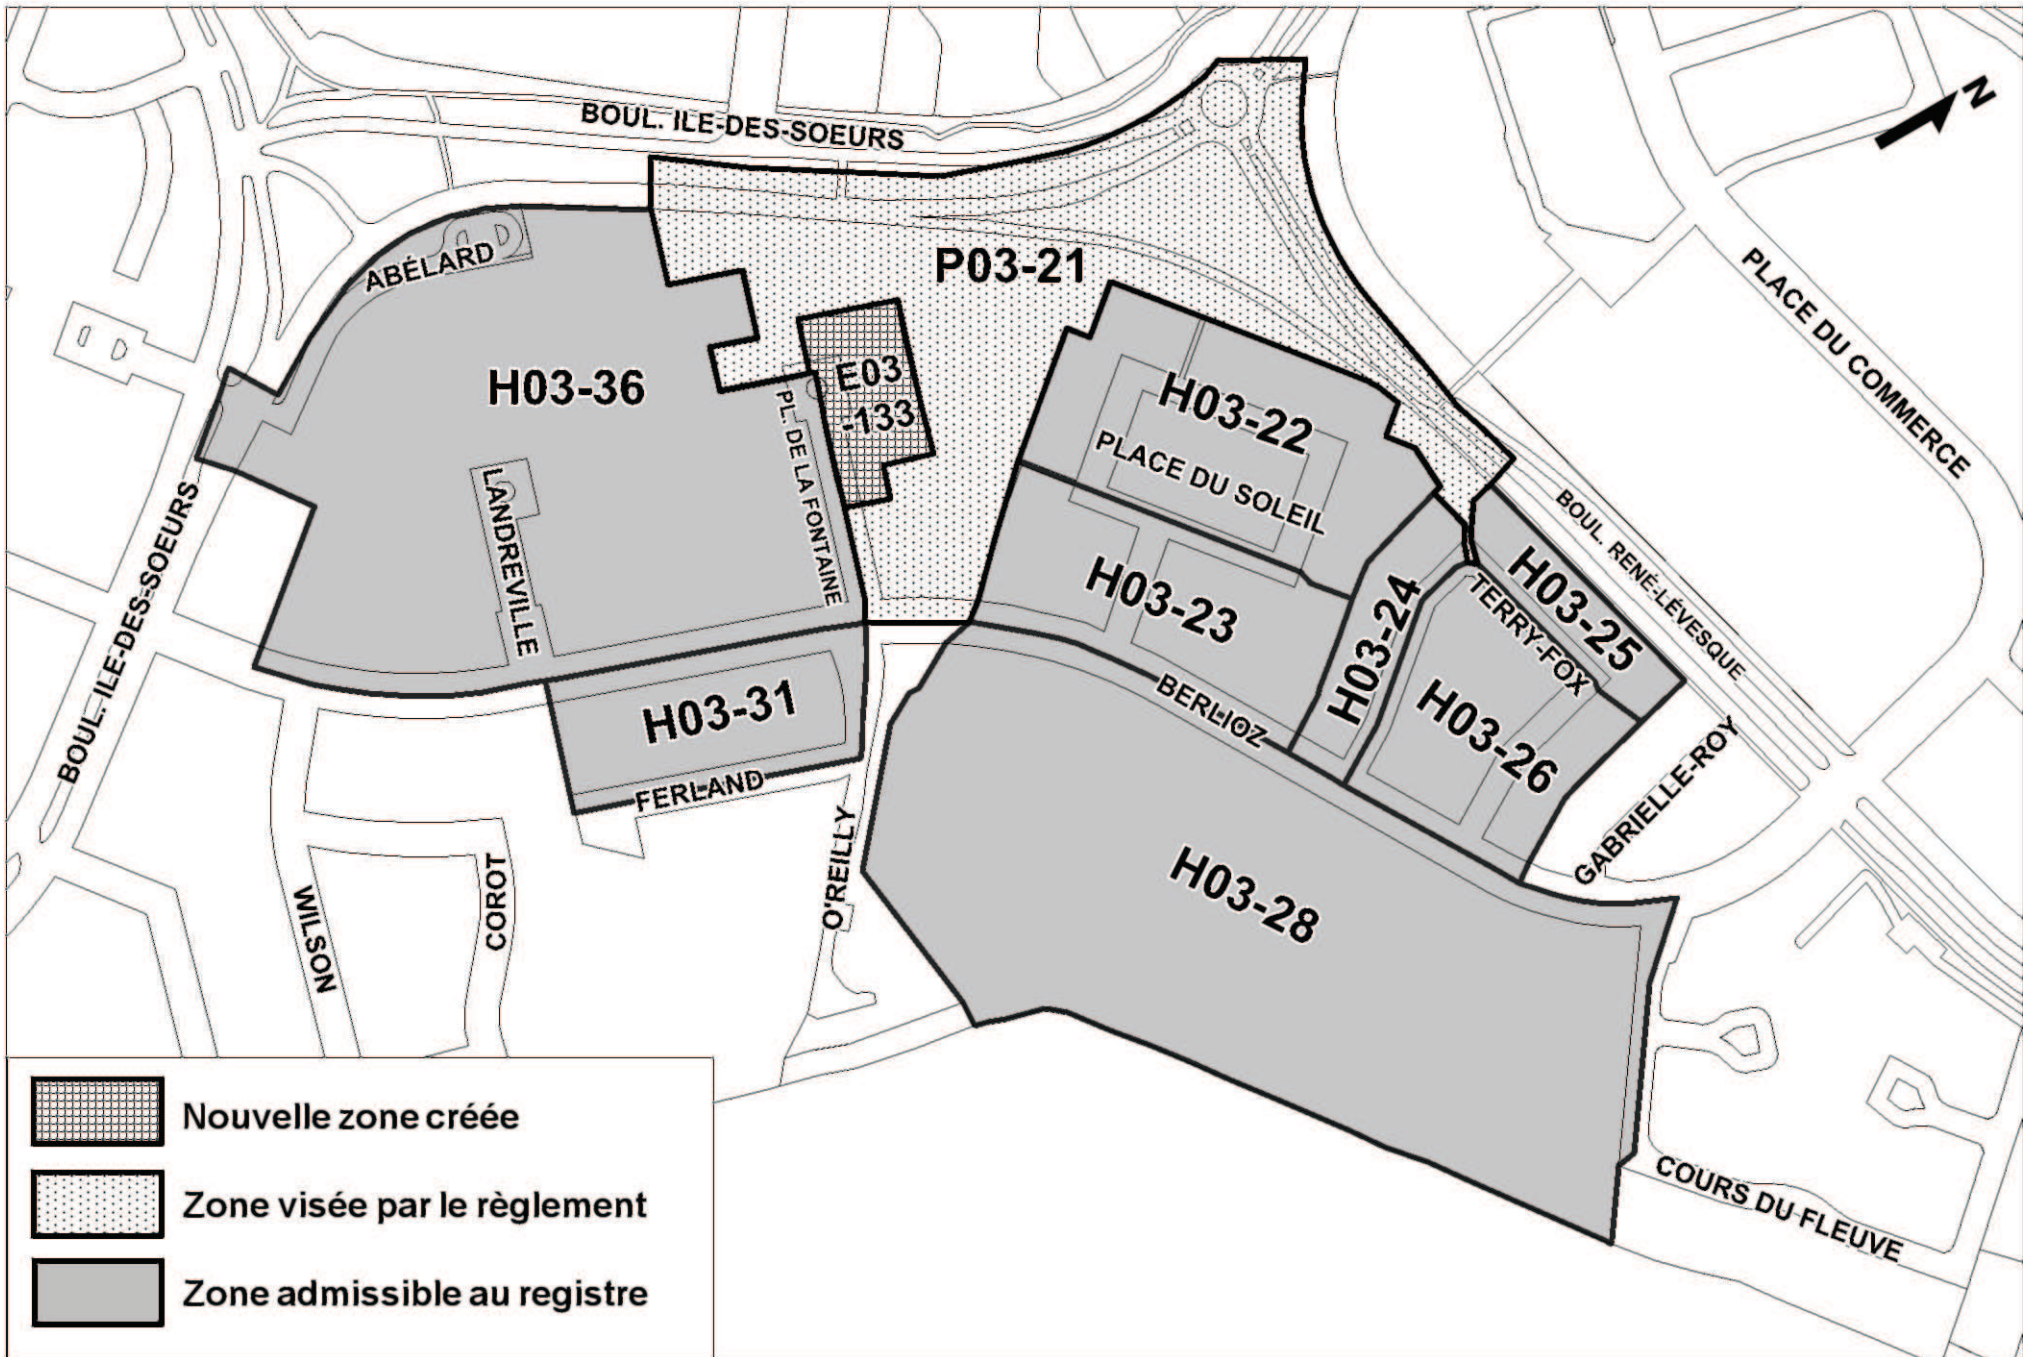 BOUL. ILE-DES-SOEURS
N
ABÉLARD
P03-21
PLACE DU COMMERCE
H03-36
E03
-133
H03-22
PLACE DU SOLEIL
PL. DE LA FONTAINE
LANDREVILLE
BOUL. ILE-DES-SOEURS
BOUL. RENÉ-LÉVESQUE
H03-23
H03-24
H03-25
TERRY-FOX
H03-26
BERLIOZ
H03-31
FERLAND
GABRIELLE-ROY
O'REILLY
H03-28
COROT
WILSON
COURS DU FLEUVE
Nouvelle zone créée
Zone visée par le règlement
Zone admissible au registre